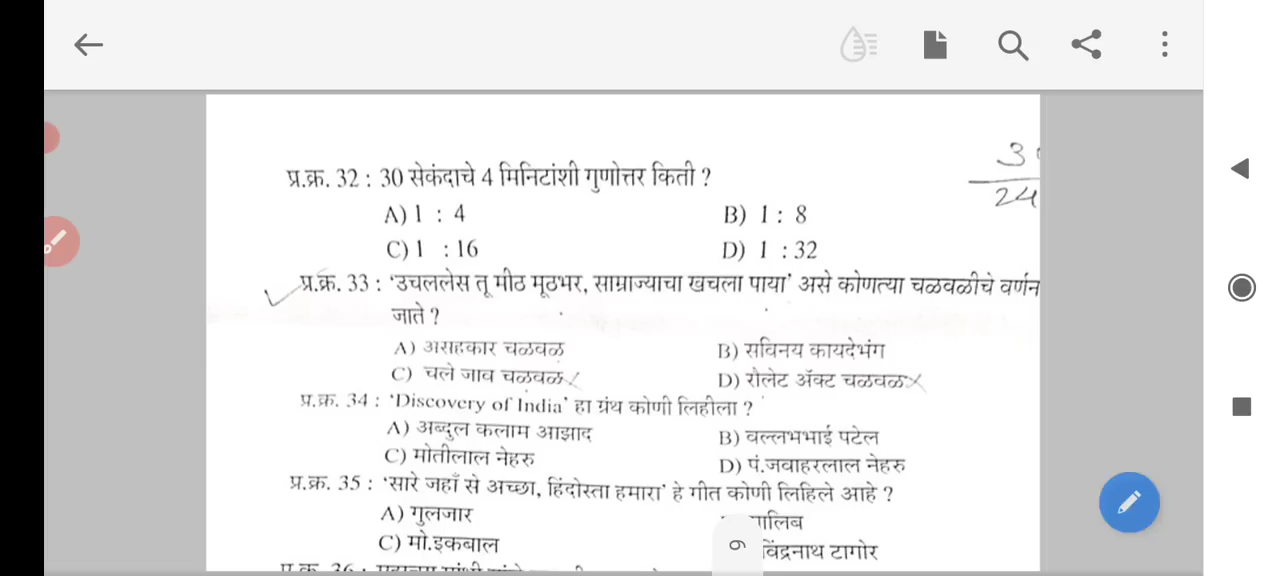 प्र.क्र. 32 : 30 सेकंदाचे 4 मिनिटांशी गुणोत्तर किती ?
3
24
A) 1 : 4 B) 1 : 8
C) 1 : 16 D) 1 : 32
प्र.क्र. 33 : 'उचललेस तू मीठ मूठभर, साम्राज्याचा खचला पाया' असे कोणत्या चळवळीचे वर्णन
जाते ?
A) असहकार चळवळ B) सविनय कायदेभंग
C) चले जाव चळवळ D) रौलेट ॲक्ट चळवळ
प्र.क्र. 34 : 'Discovery of India' हा ग्रंथ कोणी लिहीला ?
A) अब्दुल कलाम आझाद B) वल्लभभाई पटेल
C) मोतीलाल नेहरु D) पं.जवाहरलाल नेहरु
प्र.क्र. 35 : 'सारे जहाँ से अच्छा, हिंदोस्ता हमारा' हे गीत कोणी लिहिले आहे ?
A) गुलजार
C) मो.इकबाल टागोर